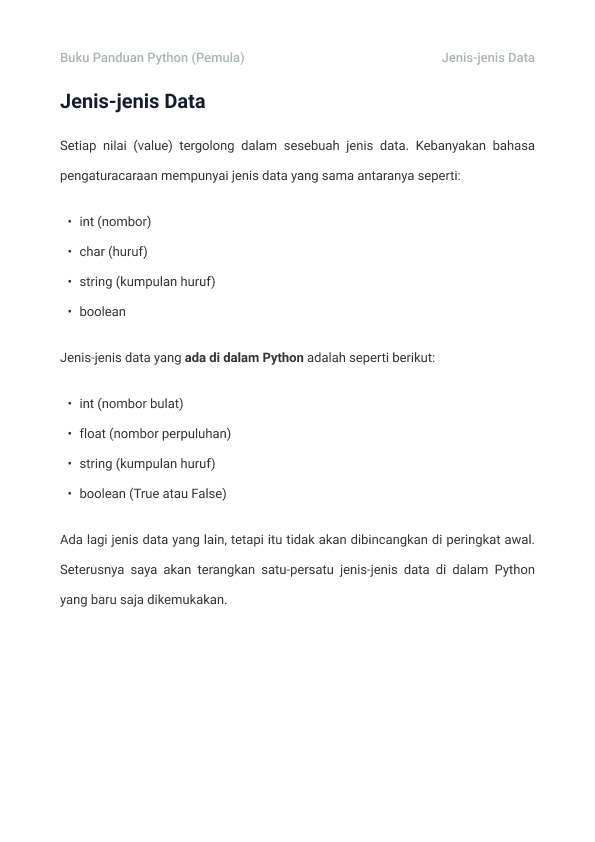 Buku Panduan Python (Pemula) Jenis-jenis Data
Jenis-jenis Data
Setiap nilai (value) tergolong dalam sesebuah jenis data. Kebanyakan bahasa
pengaturacaraan mempunyai jenis data yang sama antaranya seperti:
• int (nombor)
• char (huruf)
• string (kumpulan huruf)
• boolean
Jenis-jenis data yang ada di dalam Python adalah seperti berikut:
• int (nombor bulat)
• float (nombor perpuluhan)
• string (kumpulan huruf)
• boolean (True atau False)
Ada lagi jenis data yang lain, tetapi itu tidak akan dibincangkan di peringkat awal.
Seterusnya saya akan terangkan satu-persatu jenis-jenis data di dalam Python
yang baru saja dikemukakan.